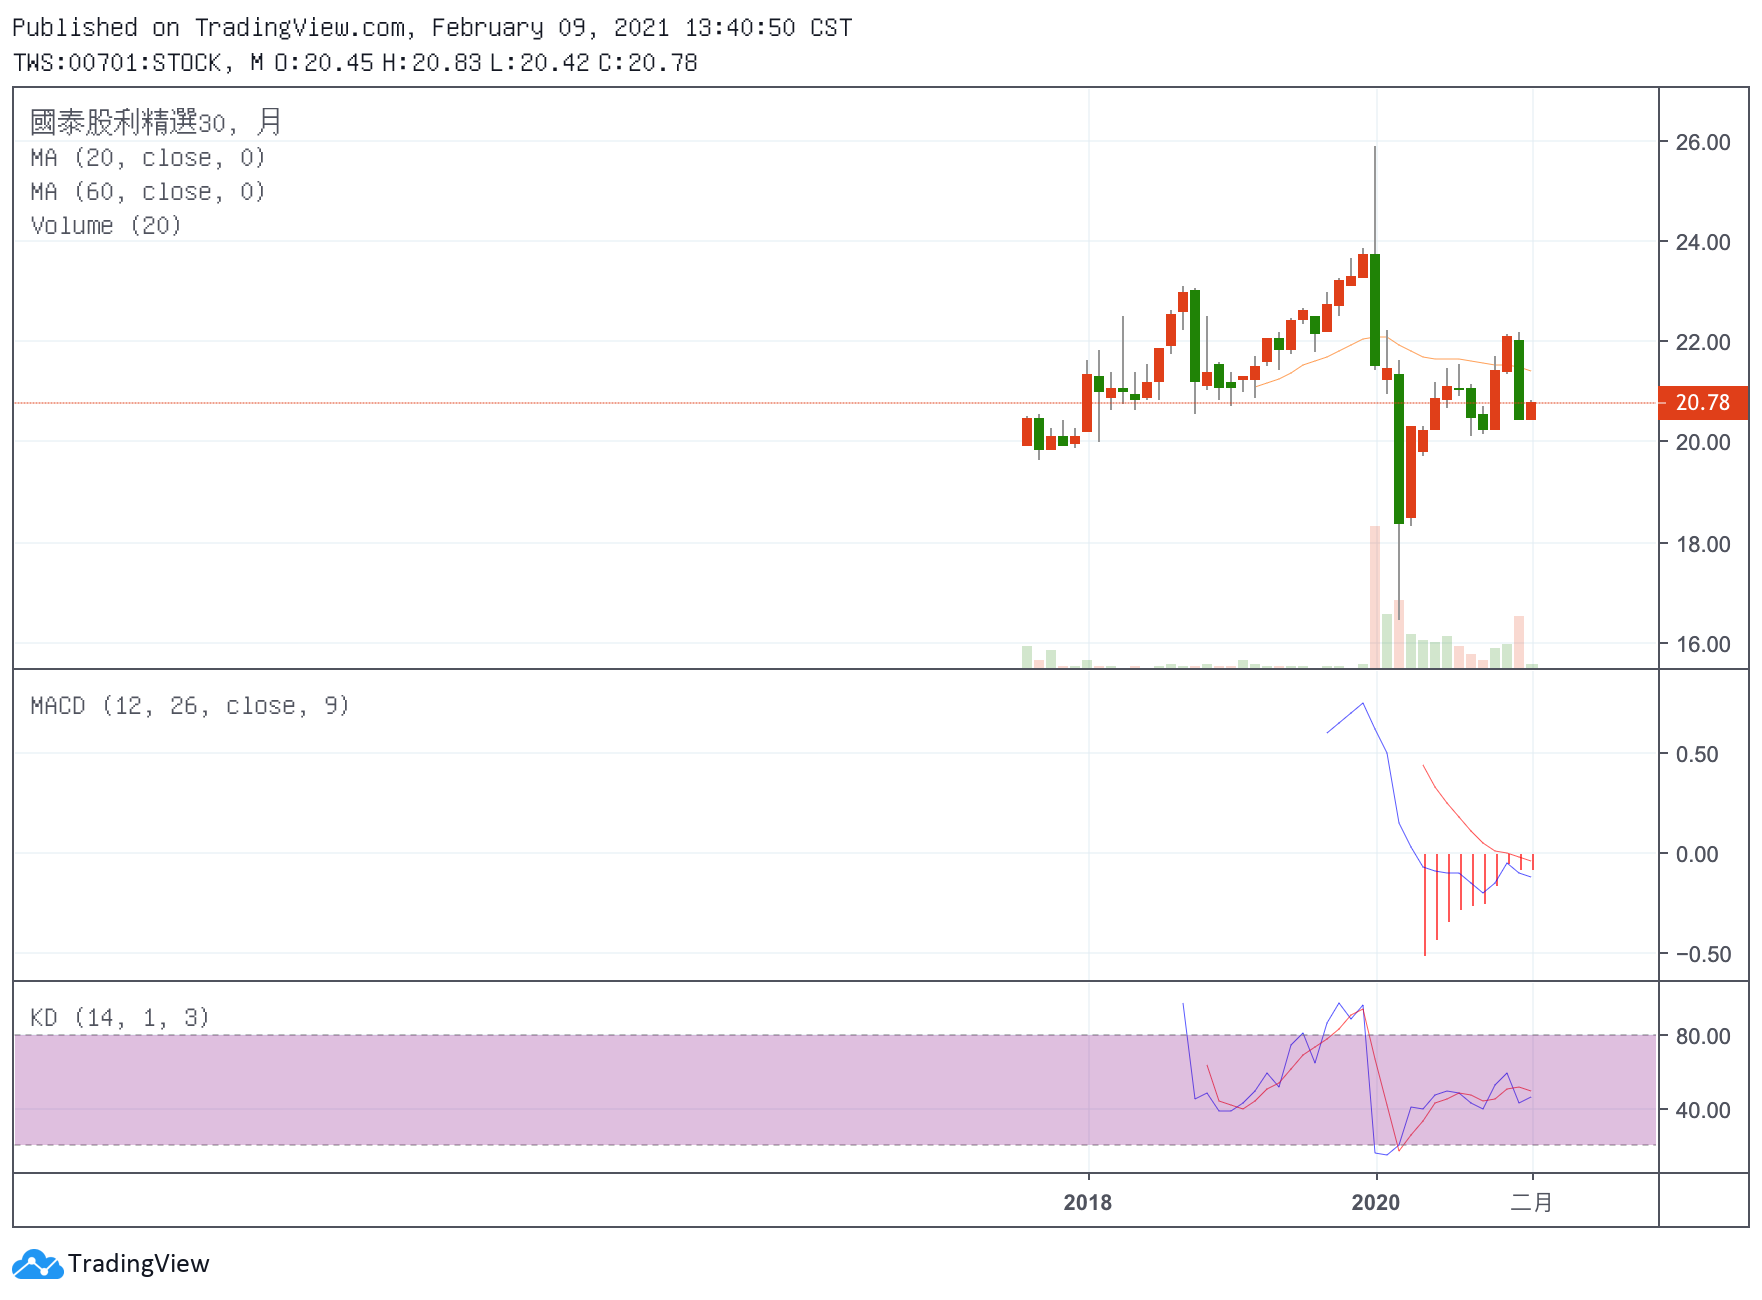 Published on TradingView.com, February 09, 2021 13:40:50 CST
TWS:00701:STOCK, M O:20.45 H:20.83 L:20.42 C:20.78
國泰股利精選30, 月
MA (20, close, 0)
MA (60, close, 0)
Volume (20)
26.00
24.00
22.00
20.78
20.00
18.00
16.00
MACD (12, 26, close, 9)
0.50
0.00
−0.50
KD (14, 1, 3)
80.00
40.00
2018 2020 二月
TradingView